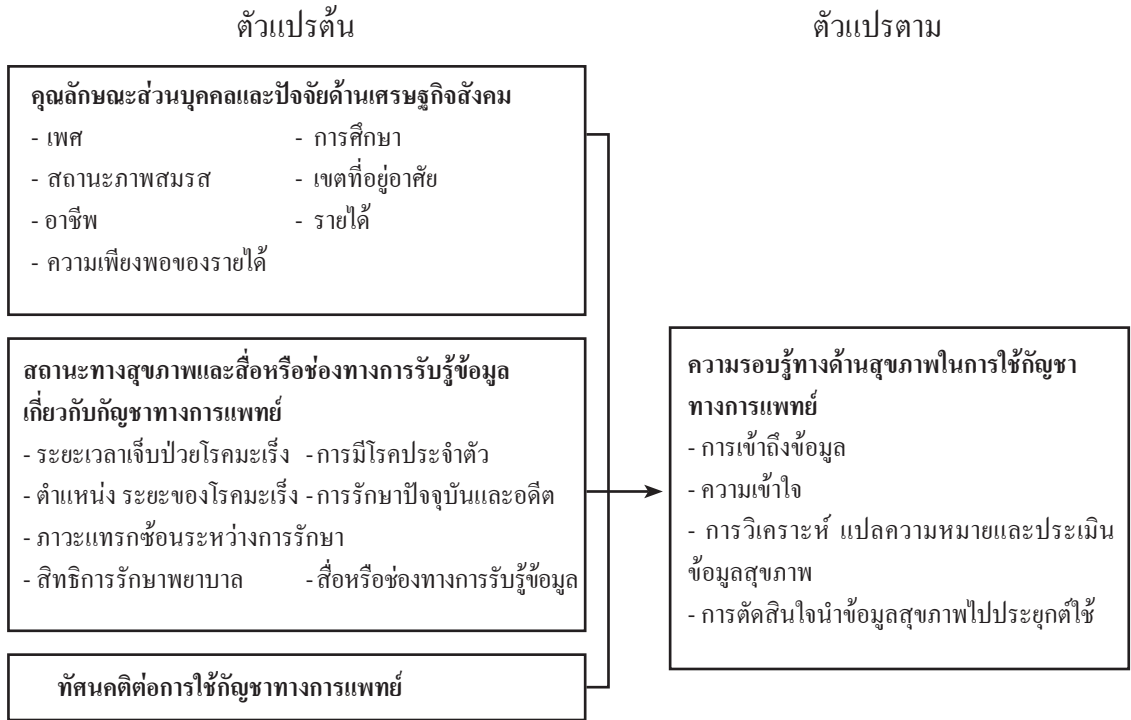 ตัวแปรต้น ตัวแปรตาม
คุณลักษณะส่วนบุคคลและปัจจัยด้านเศรษฐกิจสังคม
- เพศ - การศึกษา
- สถานะภาพสมรส - เขตที่อยู่อาศัย
- อาชีพ - รายได้
- ความเพียงพอของรายได้
สถานะทางสุขภาพและสื่อหรือช่องทางการรับรู้ข้อมูล
เกี่ยวกับกัญชาทางการแพทย์
- ระยะเวลาเจ็บป่วยโรคมะเร็ง - การมีโรคประจำตัว
- ตำแหน่ง ระยะของโรคมะเร็ง - การรักษาปัจจุบันและอดีต
- ภาวะแทรกซ้อนระหว่างการรักษา
- สิทธิการรักษาพยาบาล - สื่อหรือช่องทางการรับรู้ข้อมูล
ทัศนคติต่อการใช้กัญชาทางการแพทย์
ความรอบรู้ทางด้านสุขภาพในการใช้กัญชา
ทางการแพทย์
- การเข้าถึงข้อมูล
- ความเข้าใจ
- การวิเคราะห์ แปลความหมายและประเมิน
ข้อมูลสุขภาพ
- การตัดสินใจนำข้อมูลสุขภาพไปประยุกต์ใช้